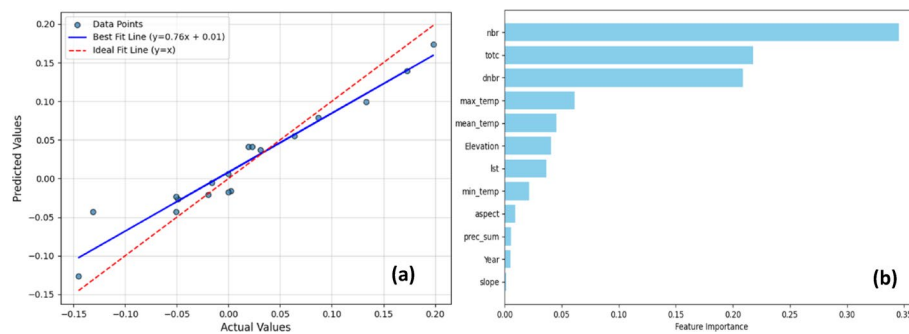 Data Points
Best Fit Line (y=0.76x + 0.01)
Ideal Fit Line (y=x)
0.20
0.15
0.10
0.05
0.00
−0.05
−0.10
−0.15
Predicted Values
−0.15 −0.10 −0.05 0.00 0.05 0.10 0.15 0.20
Actual Values
(a)
nbr
totc
dnbr
max_temp
mean_temp
Elevation
lst
min_temp
aspect
prec_sum
Year
slope
0.00 0.05 0.10 0.15 0.20 0.25 0.30 0.35
Feature Importance
(b)